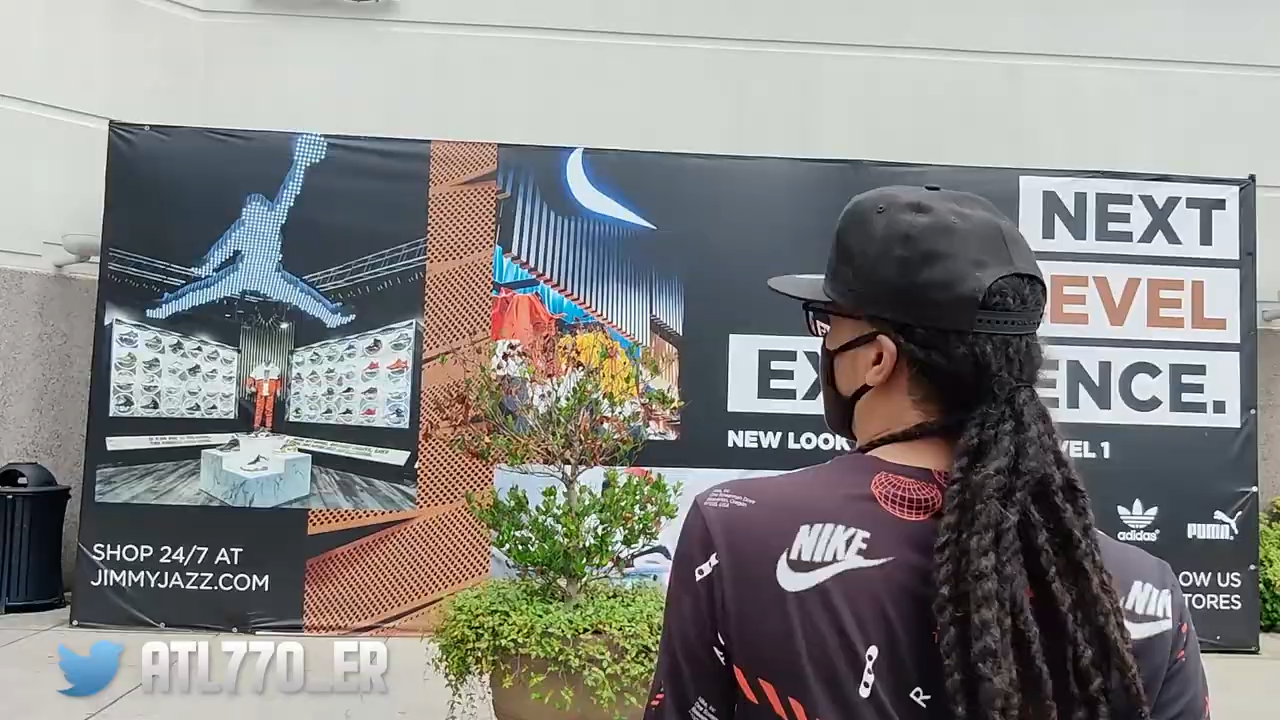 NEXT
EVEL
EX ENCE.
NEW LOOK VEL 1
adidas
PUMA
OW US
TORES
SHOP 24/7 AT
JIMMYJAZZ.COM
NIKE
NIK
R
ATL770_ER